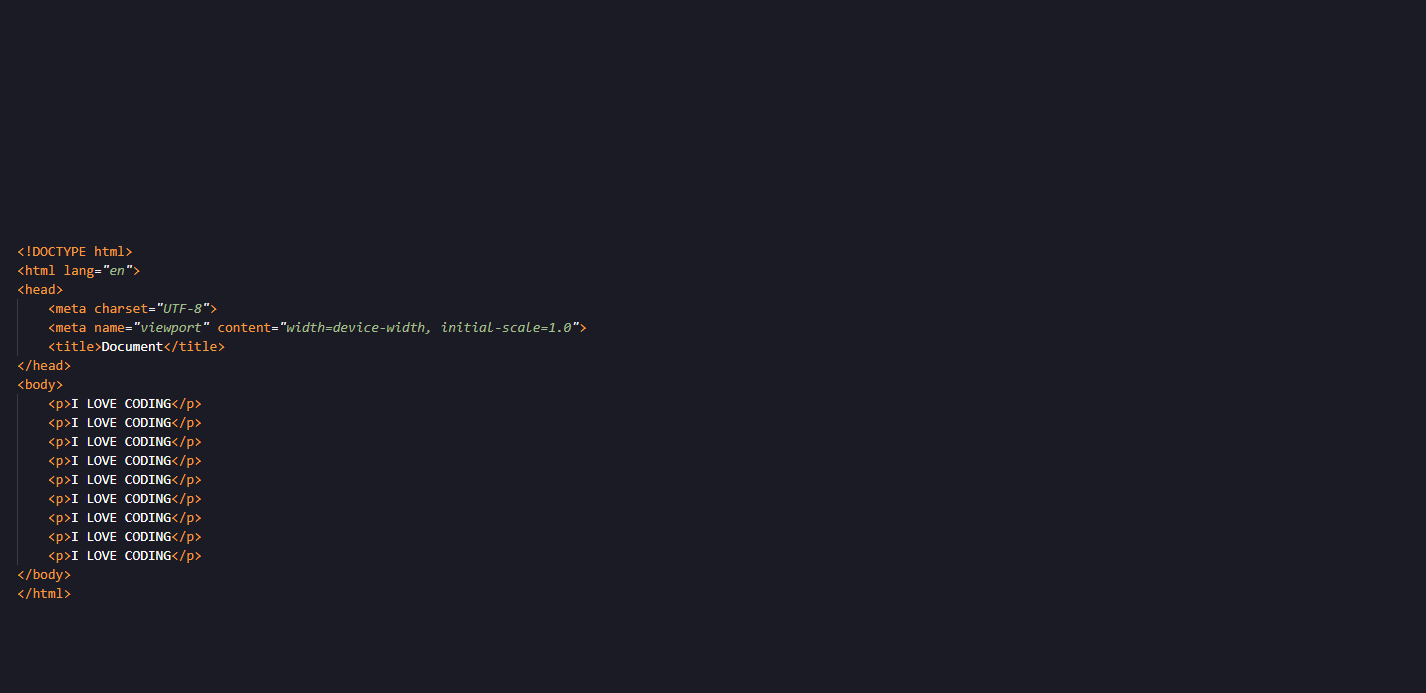 <!DOCTYPE html>
<html lang="en">
<head>
    <meta charset="UTF-8">
    <meta name="viewport" content="width=device-width, initial-scale=1.0">
    <title>Document</title>
</head>
<body>
    <p>I LOVE CODING</p>
    <p>I LOVE CODING</p>
    <p>I LOVE CODING</p>
    <p>I LOVE CODING</p>
    <p>I LOVE CODING</p>
    <p>I LOVE CODING</p>
    <p>I LOVE CODING</p>
    <p>I LOVE CODING</p>
    <p>I LOVE CODING</p>
</body>
</html>